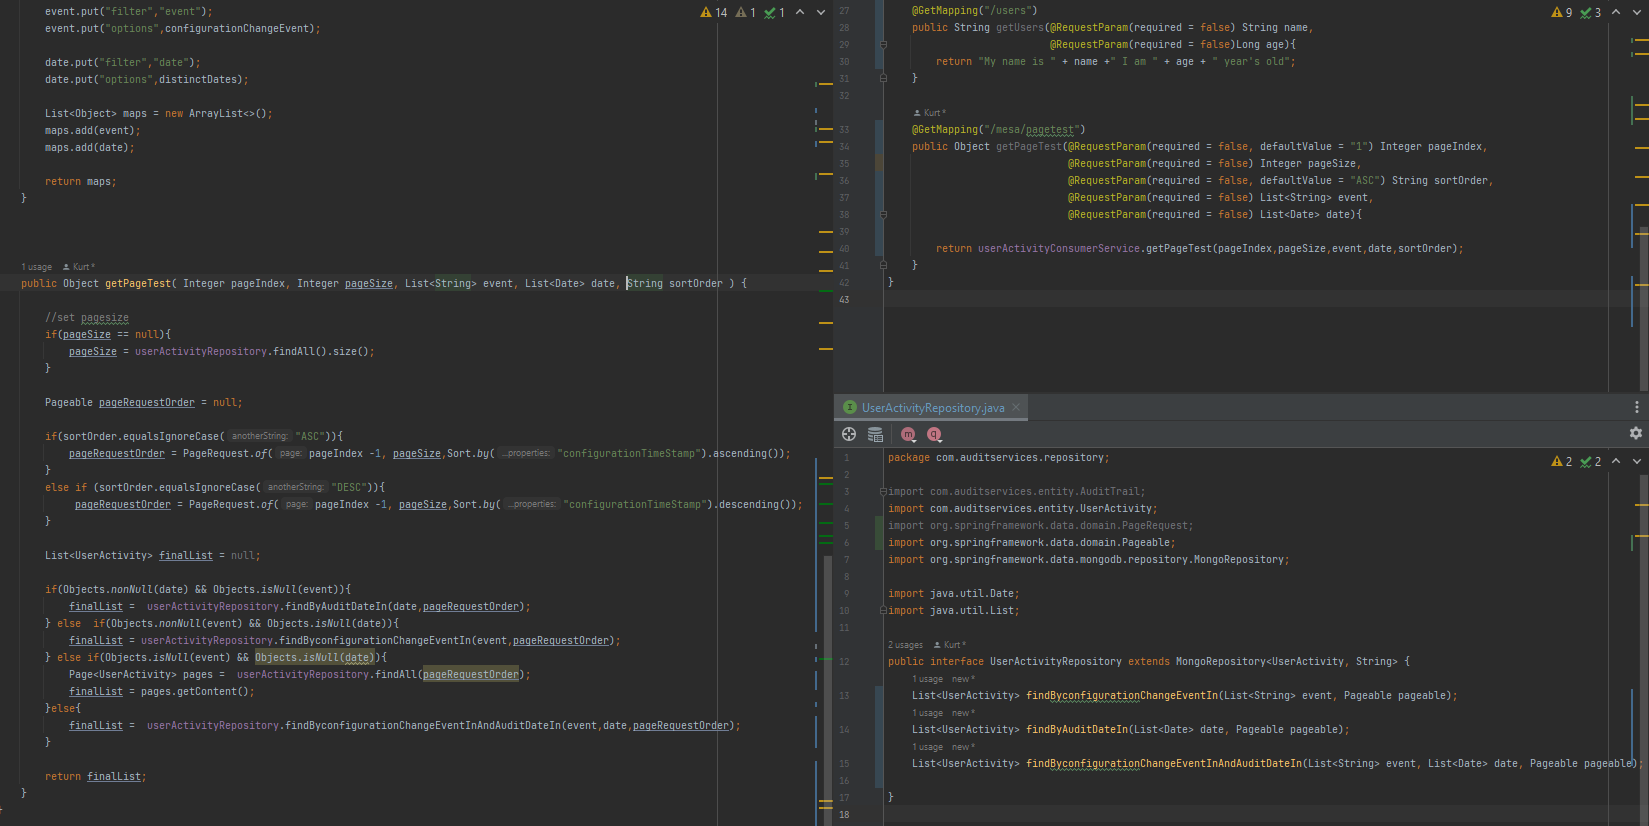 event.put("filter","event");
event.put("options",configurationChangeEvent);
date.put("filter","date");
date.put("options",distinctDates);
List<Object> maps = new ArrayList<>();
maps.add(event);
maps.add(date);
return maps;
}
1 usage Kurt *
public Object getPageTest( Integer pageIndex, Integer pageSize, List<String> event, List<Date> date, String sortOrder ) {
//set pagesize
if(pageSize == null){
pageSize = userActivityRepository.findAll().size();
}
Pageable pageRequestOrder = null;
if(sortOrder.equalsIgnoreCase( anotherString: "ASC")){
pageRequestOrder = PageRequest.of( page: pageIndex -1, pageSize,Sort.by( ...properties: "configurationTimeStamp").ascending());
}
else if (sortOrder.equalsIgnoreCase( anotherString: "DESC")){
pageRequestOrder = PageRequest.of( page: pageIndex -1, pageSize,Sort.by( ...properties: "configurationTimeStamp").descending());
}
List<UserActivity> finalList = null;
if(Objects.nonNull(date) && Objects.isNull(event)){
finalList =  userActivityRepository.findByAuditDateIn(date,pageRequestOrder);
} else  if(Objects.nonNull(event) && Objects.isNull(date)){
finalList = userActivityRepository.findByconfigurationChangeEventIn(event,pageRequestOrder);
} else if(Objects.isNull(event) && Objects.isNull(date)){
Page<UserActivity> pages =  userActivityRepository.findAll(pageRequestOrder);
finalList = pages.getContent();
}else{
finalList =  userActivityRepository.findByconfigurationChangeEventInAndAuditDateIn(event,date,pageRequestOrder);
}
return finalList;
}
}
14 1 1
27 @GetMapping("/users")
28 public String getUsers(@RequestParam(required = false) String name,
29 @RequestParam(required = false)Long age){
30 return "My name is " + name +" I am " + age + " year's old";
31 }
32
Kurt *
33 @GetMapping("/mesa/pagetest")
34 public Object getPageTest(@RequestParam(required = false, defaultValue = "1") Integer pageIndex,
35 @RequestParam(required = false) Integer pageSize,
36 @RequestParam(required = false, defaultValue = "ASC") String sortOrder,
37 @RequestParam(required = false) List<String> event,
38 @RequestParam(required = false) List<Date> date){
39
40 return userActivityConsumerService.getPageTest(pageIndex,pageSize,event,date,sortOrder);
41 }
42 }
43
9 3
UserActivityRepository.java
1 package com.auditservices.repository;
2
3 import com.auditservices.entity.AuditTrail;
4 import com.auditservices.entity.UserActivity;
5 import org.springframework.data.domain.PageRequest;
6 import org.springframework.data.domain.Pageable;
7 import org.springframework.data.mongodb.repository.MongoRepository;
8
9 import java.util.Date;
10 import java.util.List;
11
2 usages Kurt *
12 public interface UserActivityRepository extends MongoRepository<UserActivity, String> {
1 usage new *
13 List<UserActivity> findByconfigurationChangeEventIn(List<String> event, Pageable pageable);
1 usage new *
14 List<UserActivity> findByAuditDateIn(List<Date> date, Pageable pageable);
1 usage new *
15 List<UserActivity> findByconfigurationChangeEventInAndAuditDateIn(List<String> event, List<Date> date, Pageable pageable);
16
17 }
18
2 2